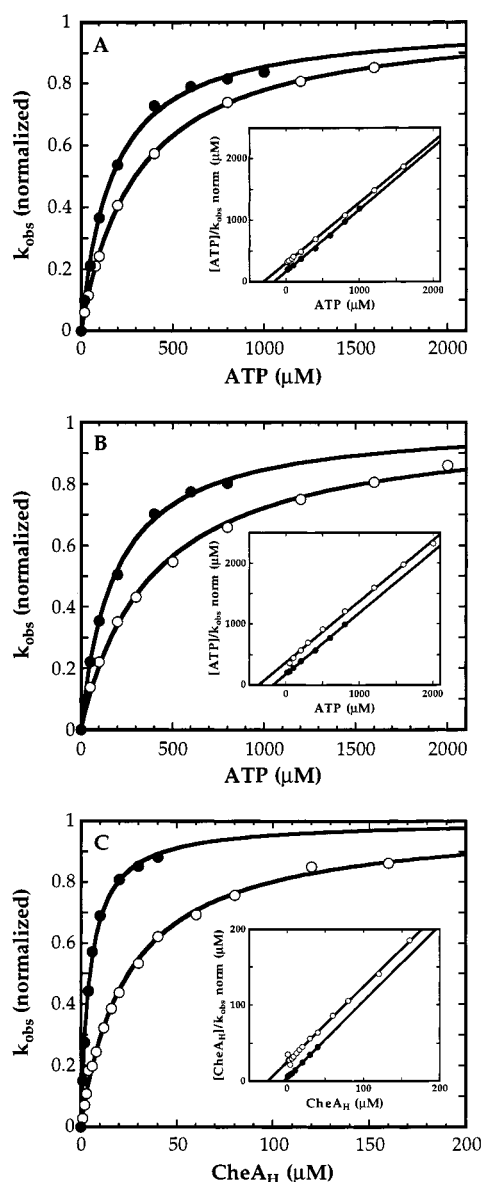 A
1
0.8
0.6
0.4
0.2
0
k_obs (normalized)
0 500 1000 1500 2000
ATP (μM)
[ATP]/k_obs norm (μM)
2000
1000
0
0 1000 2000
ATP (μM)
B
1
0.8
0.6
0.4
0.2
0
k_obs (normalized)
0 500 1000 1500 2000
ATP (μM)
[ATP]/k_obs norm (μM)
2000
1000
0
0 1000 2000
ATP (μM)
C
1
0.8
0.6
0.4
0.2
0
k_obs (normalized)
0 50 100 150 200
CheA_H (μM)
[CheA_H]/k_obs norm (μM)
200
100
0
0 100 200
CheA_H (μM)